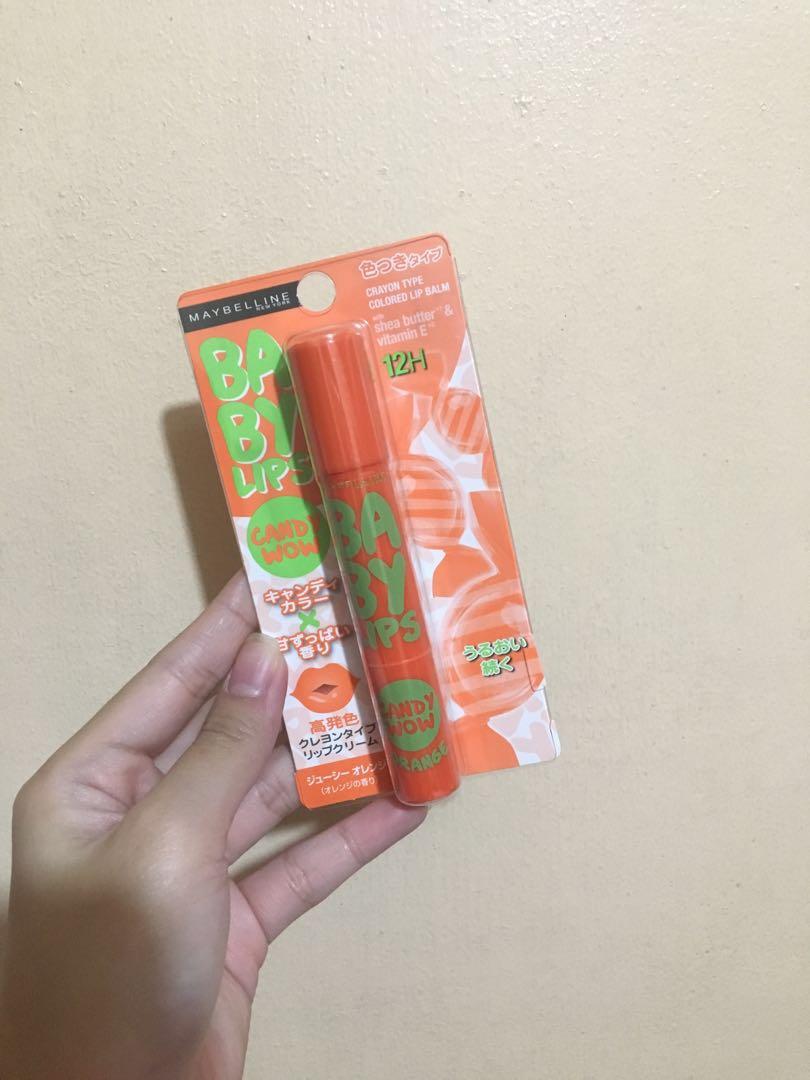 MAYBELLINE
NEW YORK
BA
BY
LIPS
CANDY
WOW
キャンディ
カラー
×
甘ずっぱい
香り
高発色
クレヨンタイプ
リップクリーム
ジューシー オレンジ
(オレンジの香り
色つきタイプ
CRAYON TYPE
COLORED LIP BALM
with
shea butter &
vitamin E
12H
うるおい
続く
MAYBELLINE
BA
BY
LIPS
CANDY
WOW
ORANGE